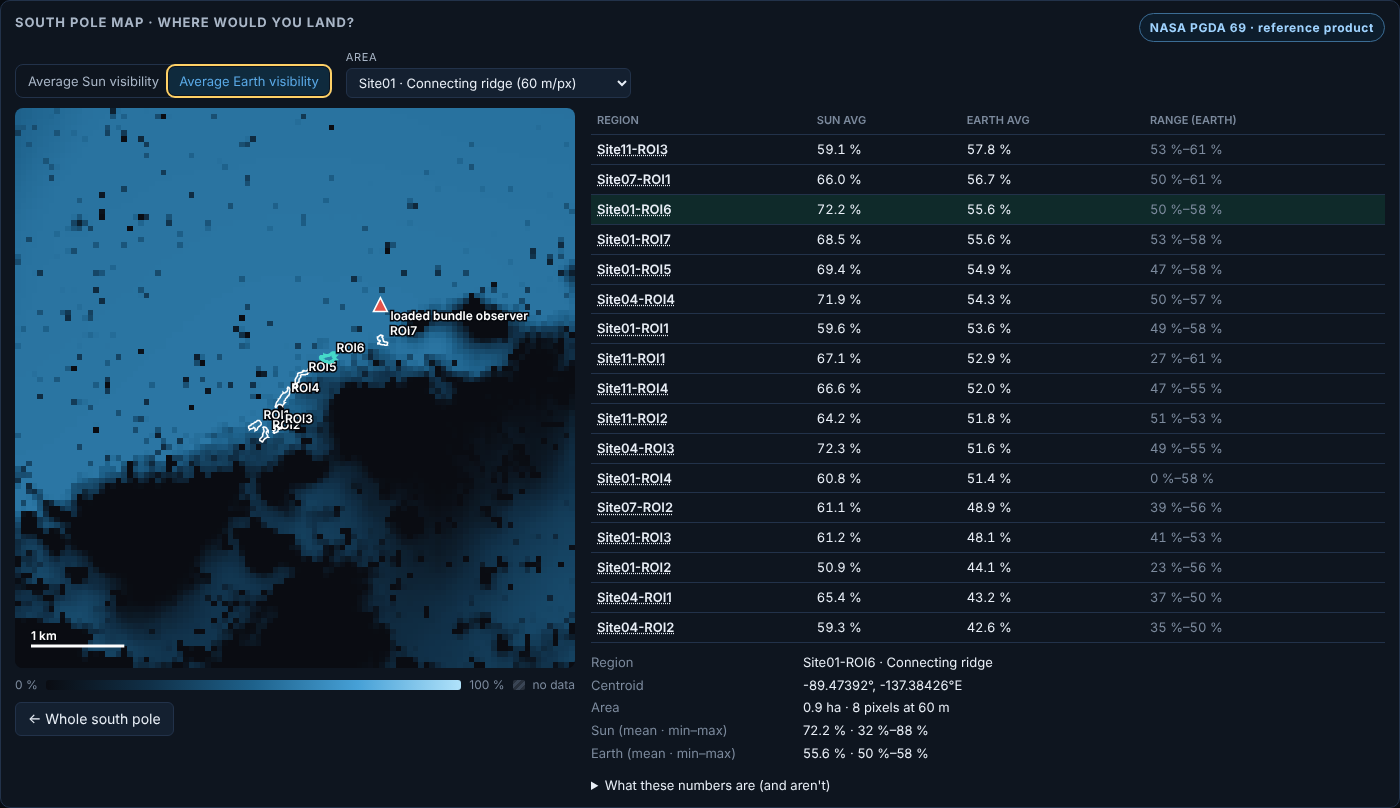 SOUTH POLE MAP · WHERE WOULD YOU LAND?
NASA PGDA 69 · reference product
Average Sun visibility
Average Earth visibility
AREA
Site01 · Connecting ridge (60 m/px)
loaded bundle observer
ROI7
ROI6
ROI5
ROI4
ROI1
ROI3
ROI2
1 km
0 %
100 %
no data
← Whole south pole
REGION SUN AVG EARTH AVG RANGE (EARTH)
Site11-ROI3 59.1 % 57.8 % 53 %–61 %
Site07-ROI1 66.0 % 56.7 % 50 %–61 %
Site01-ROI6 72.2 % 55.6 % 50 %–58 %
Site01-ROI7 68.5 % 55.6 % 53 %–58 %
Site01-ROI5 69.4 % 54.9 % 47 %–58 %
Site04-ROI4 71.9 % 54.3 % 50 %–57 %
Site01-ROI1 59.6 % 53.6 % 49 %–58 %
Site11-ROI1 67.1 % 52.9 % 27 %–61 %
Site11-ROI4 66.6 % 52.0 % 47 %–55 %
Site11-ROI2 64.2 % 51.8 % 51 %–53 %
Site04-ROI3 72.3 % 51.6 % 49 %–55 %
Site01-ROI4 60.8 % 51.4 % 0 %–58 %
Site07-ROI2 61.1 % 48.9 % 39 %–56 %
Site01-ROI3 61.2 % 48.1 % 41 %–53 %
Site01-ROI2 50.9 % 44.1 % 23 %–56 %
Site04-ROI1 65.4 % 43.2 % 37 %–50 %
Site04-ROI2 59.3 % 42.6 % 35 %–50 %
Region Site01-ROI6 · Connecting ridge
Centroid -89.47392°, -137.38426°E
Area 0.9 ha · 8 pixels at 60 m
Sun (mean · min–max) 72.2 % · 32 %–88 %
Earth (mean · min–max) 55.6 % · 50 %–58 %
▶ What these numbers are (and aren't)